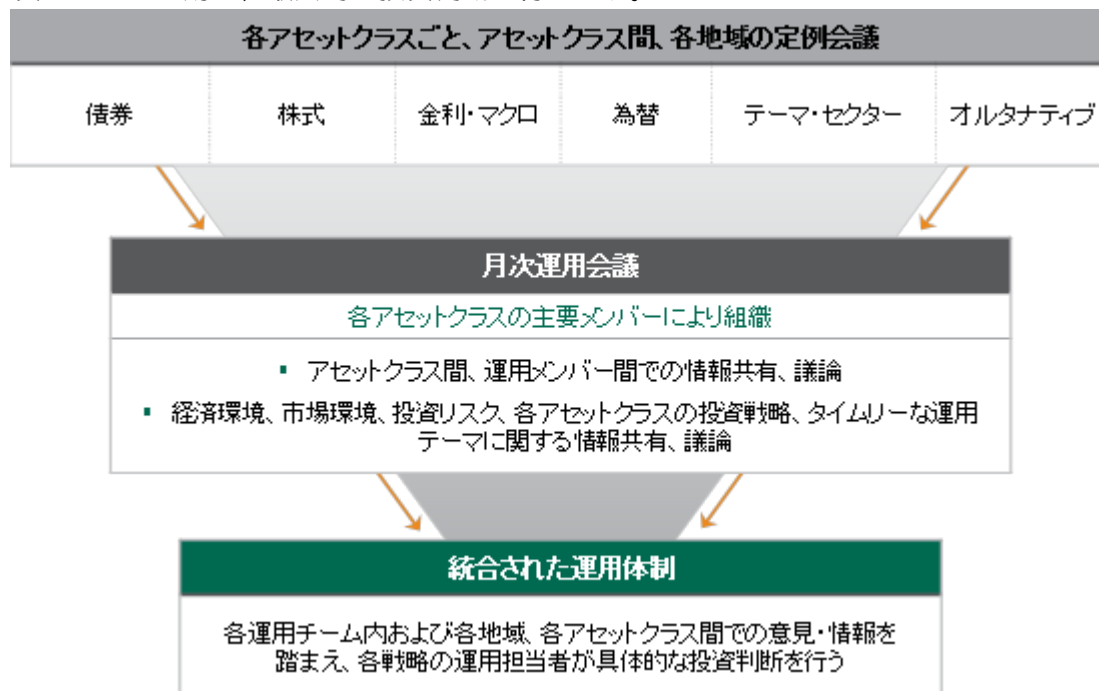 各アセットクラスごと、アセットクラス間、各地域の定例会議
債券 株式 金利・マクロ 為替 テーマ・セクター オルタナティブ
月次運用会議
各アセットクラスの主要メンバーにより組織
▪ アセットクラス間、運用メンバー間での情報共有、議論
▪ 経済環境、市場環境、投資リスク、各アセットクラスの投資戦略、タイムリーな運用
テーマに関する情報共有、議論
統合された運用体制
各運用チーム内および各地域、各アセットクラス間での意見・情報を
踏まえ、各戦略の運用担当者が具体的な投資判断を行う